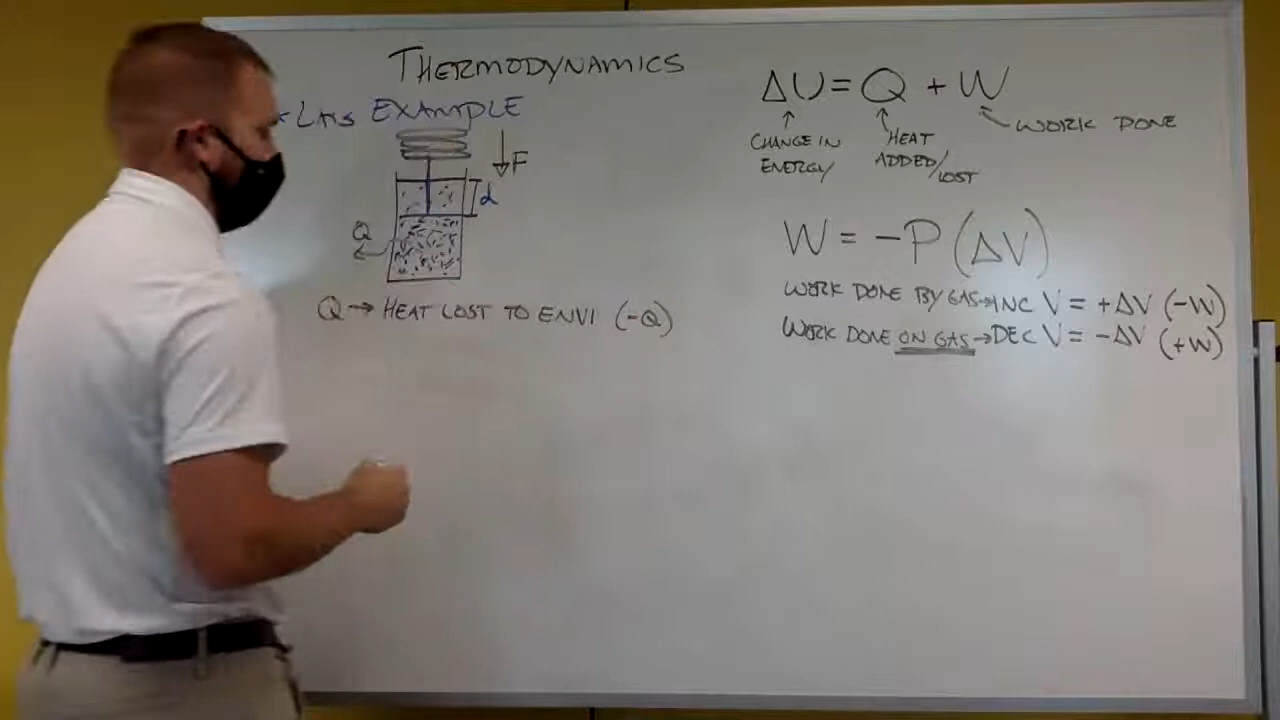 THERMODYNAMICS
* LAB EXAMPLE
F
d
Q
Q → HEAT LOST TO ENVI (-Q)
ΔU = Q + W
CHANGE IN ENERGY
HEAT ADDED/LOST
WORK DONE
W = -P(ΔV)
WORK DONE BY GAS → INC V = +ΔV (-W)
WORK DONE ON GAS → DEC V = -ΔV (+W)